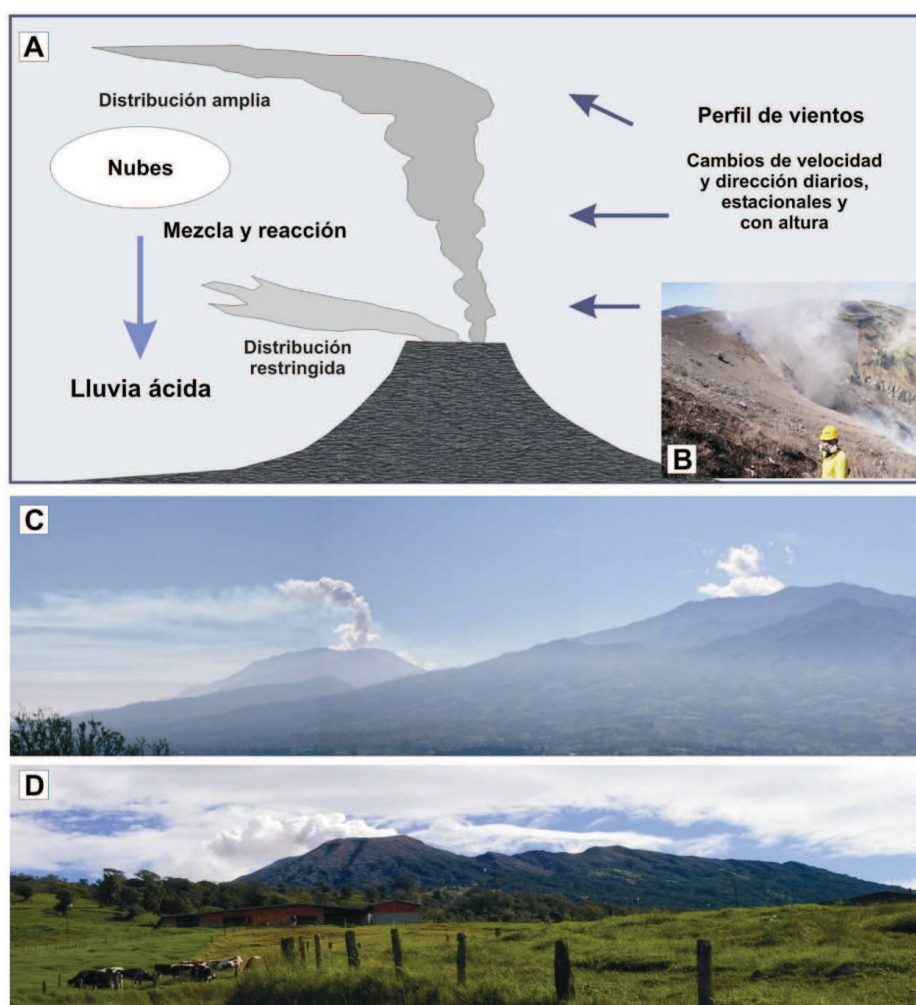 A
Distribución amplia
Nubes
Mezcla y reacción
Distribución
restringida
Lluvia ácida
Perfil de vientos
Cambios de velocidad
y dirección diarios,
estacionales y
con altura
B
C
D